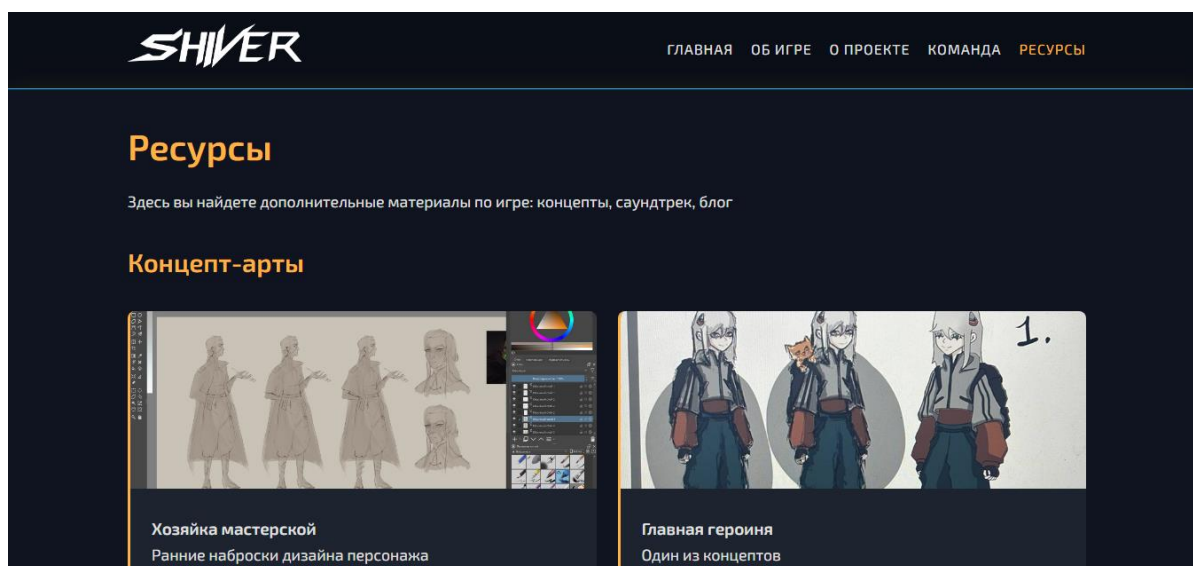 SHIVER
ГЛАВНАЯ ОБ ИГРЕ О ПРОЕКТЕ КОМАНДА РЕСУРСЫ
Ресурсы
Здесь вы найдете дополнительные материалы по игре: концепты, саундтрек, блог
Концепт-арты
1.
Хозяйка мастерской
Ранние наброски дизайна персонажа
Главная героиня
Один из концептов